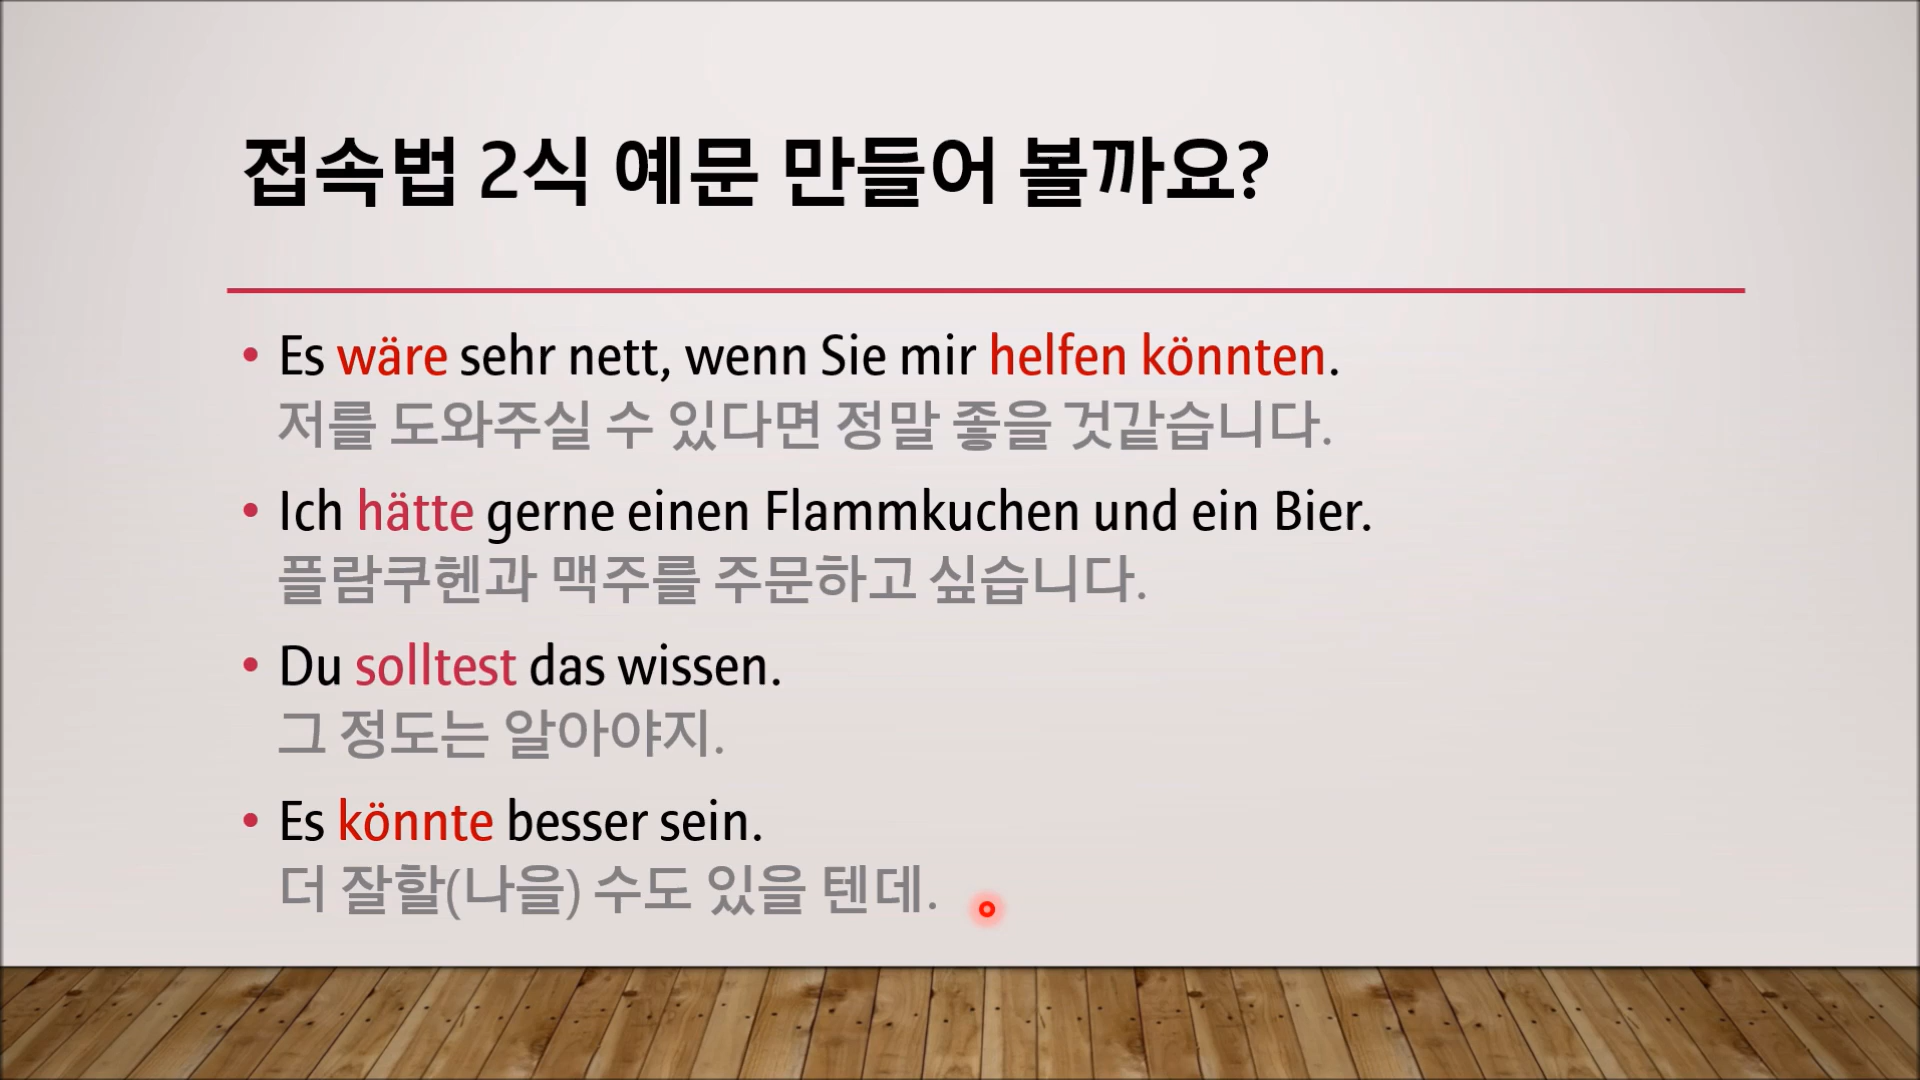 접속법 2식 예문 만들어 볼까요?
• Es wäre sehr nett, wenn Sie mir helfen könnten.
저를 도와주실 수 있다면 정말 좋을 것같습니다.
• Ich hätte gerne einen Flammkuchen und ein Bier.
플람쿠헨과 맥주를 주문하고 싶습니다.
• Du solltest das wissen.
그 정도는 알아야지.
• Es könnte besser sein.
더 잘할(나을) 수도 있을 텐데.